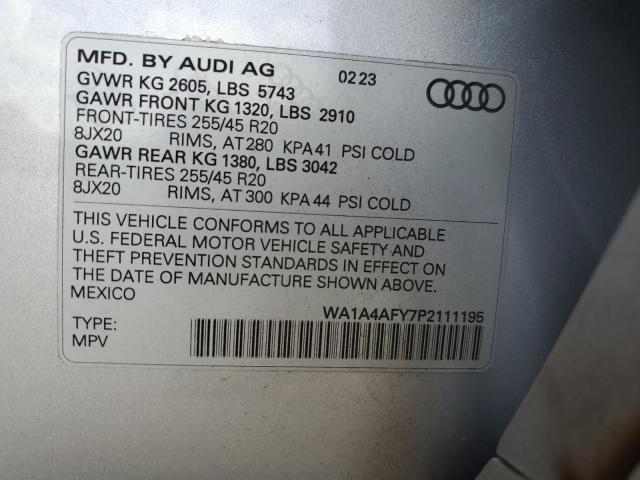 MFD. BY AUDI AG 02 23
GVWR KG 2605, LBS 5743
GAWR FRONT KG 1320, LBS 2910
FRONT-TIRES 255/45 R20
8JX20 RIMS, AT 280 KPA 41 PSI COLD
GAWR REAR KG 1380, LBS 3042
REAR-TIRES 255/45 R20
8JX20 RIMS, AT 300 KPA 44 PSI COLD
THIS VEHICLE CONFORMS TO ALL APPLICABLE
U.S. FEDERAL MOTOR VEHICLE SAFETY AND
THEFT PREVENTION STANDARDS IN EFFECT ON
THE DATE OF MANUFACTURE SHOWN ABOVE.
MEXICO
WA1A4AFY7P2111195
TYPE:
MPV